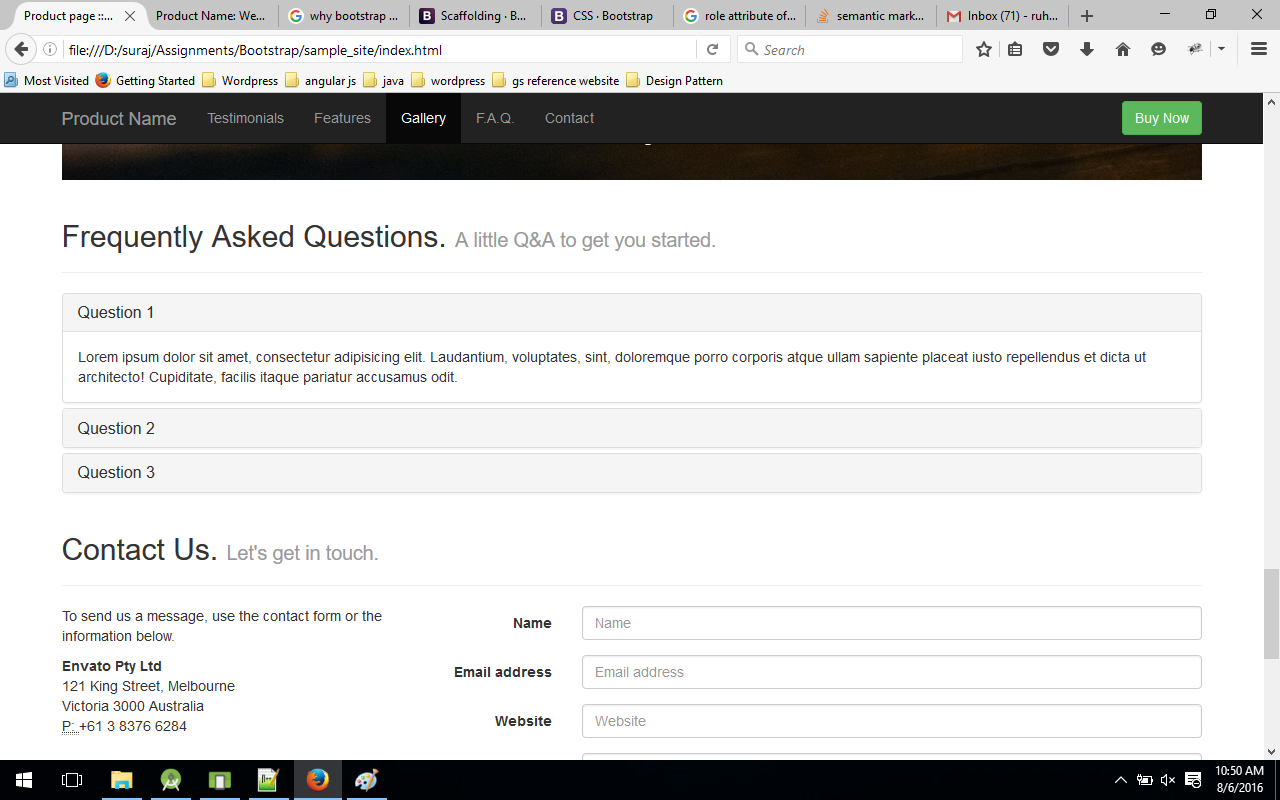 Product page ::...
Product Name: We...
why bootstrap ...
Scaffolding · B...
CSS · Bootstrap
role attribute of...
semantic mark...
Inbox (71) - ruh...
file:///D:/suraj/Assignments/Bootstrap/sample_site/index.html
Search
Most Visited
Getting Started
Wordpress
angular js
java
wordpress
gs reference website
Design Pattern
Product Name
Testimonials
Features
Gallery
F.A.Q.
Contact
Buy Now
Frequently Asked Questions. A little Q&A to get you started.
Question 1
Lorem ipsum dolor sit amet, consectetur adipisicing elit. Laudantium, voluptates, sint, doloremque porro corporis atque ullam sapiente placeat iusto repellendus et dicta ut
architecto! Cupiditate, facilis itaque pariatur accusamus odit.
Question 2
Question 3
Contact Us. Let's get in touch.
To send us a message, use the contact form or the
information below.
Envato Pty Ltd
121 King Street, Melbourne
Victoria 3000 Australia
P: +61 3 8376 6284
Name
Name
Email address
Email address
Website
Website
10:50 AM
8/6/2016